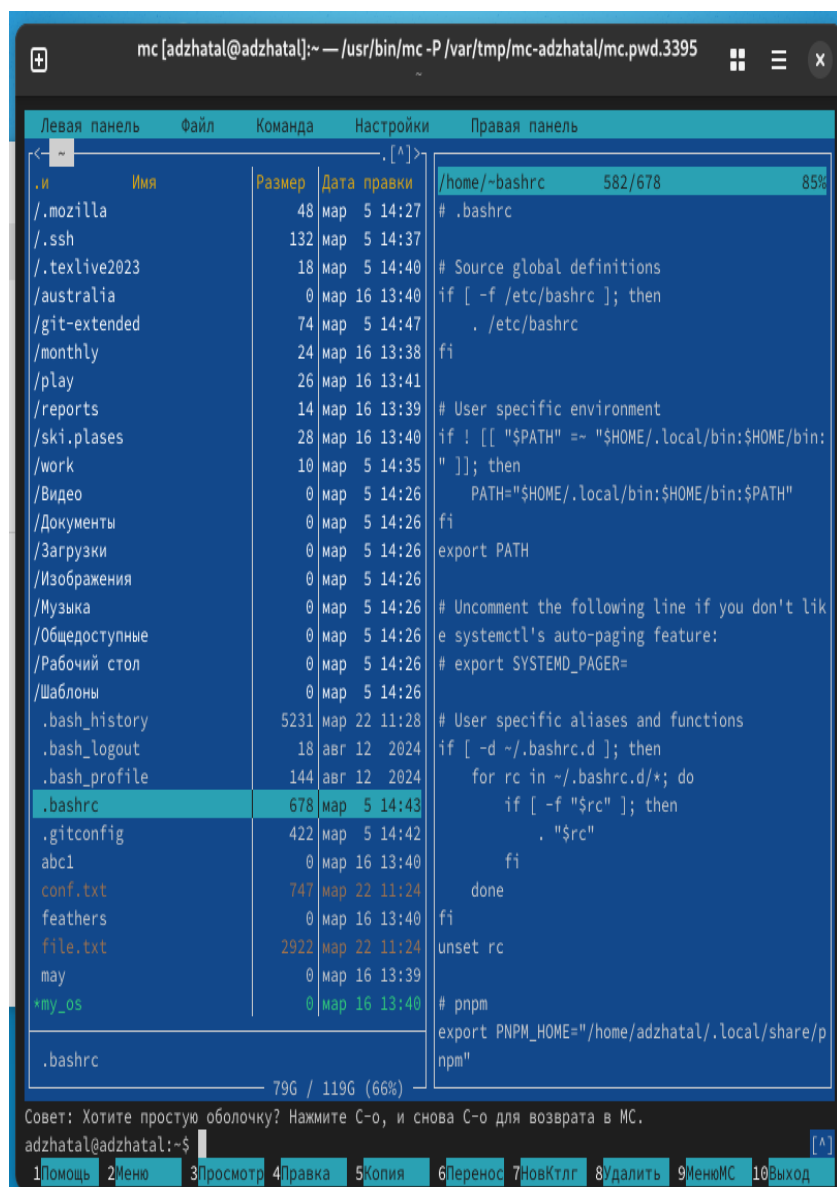 mc [adzhatal@adzhatal]:~ — /usr/bin/mc -P /var/tmp/mc-adzhatal/mc.pwd.3395
~
Левая панель Файл Команда Настройки Правая панель
<─ ~ .[^]>
.и Имя Размер Дата правки
/.mozilla 48 мар 5 14:27
/.ssh 132 мар 5 14:37
/.texlive2023 18 мар 5 14:40
/australia 0 мар 16 13:40
/git-extended 74 мар 5 14:47
/monthly 24 мар 16 13:38
/play 26 мар 16 13:41
/reports 14 мар 16 13:39
/ski.plases 28 мар 16 13:40
/work 10 мар 5 14:35
/Видео 0 мар 5 14:26
/Документы 0 мар 5 14:26
/Загрузки 0 мар 5 14:26
/Изображения 0 мар 5 14:26
/Музыка 0 мар 5 14:26
/Общедоступные 0 мар 5 14:26
/Рабочий стол 0 мар 5 14:26
/Шаблоны 0 мар 5 14:26
.bash_history 5231 мар 22 11:28
.bash_logout 18 авг 12 2024
.bash_profile 144 авг 12 2024
.bashrc 678 мар 5 14:43
.gitconfig 422 мар 5 14:42
abc1 0 мар 16 13:40
conf.txt 747 мар 22 11:24
feathers 0 мар 16 13:40
file.txt 2922 мар 22 11:24
may 0 мар 16 13:39
*my_os 0 мар 16 13:40
.bashrc
79G / 119G (66%)
/home/~bashrc 582/678 85%
# .bashrc
# Source global definitions
if [ -f /etc/bashrc ]; then
. /etc/bashrc
fi
# User specific environment
if ! [[ "$PATH" =~ "$HOME/.local/bin:$HOME/bin:
" ]]; then
PATH="$HOME/.local/bin:$HOME/bin:$PATH"
fi
export PATH
# Uncomment the following line if you don't lik
e systemctl's auto-paging feature:
# export SYSTEMD_PAGER=
# User specific aliases and functions
if [ -d ~/.bashrc.d ]; then
for rc in ~/.bashrc.d/*; do
if [ -f "$rc" ]; then
. "$rc"
fi
done
fi
unset rc
# pnpm
export PNPM_HOME="/home/adzhatal/.local/share/p
npm"
Совет: Хотите простую оболочку? Нажмите C-o, и снова C-o для возврата в MC.
adzhatal@adzhatal:~$ [^]
1Помощь 2Меню 3Просмотр 4Правка 5Копия 6Перенос 7НовКтлг 8Удалить 9МенюMC 10Выход